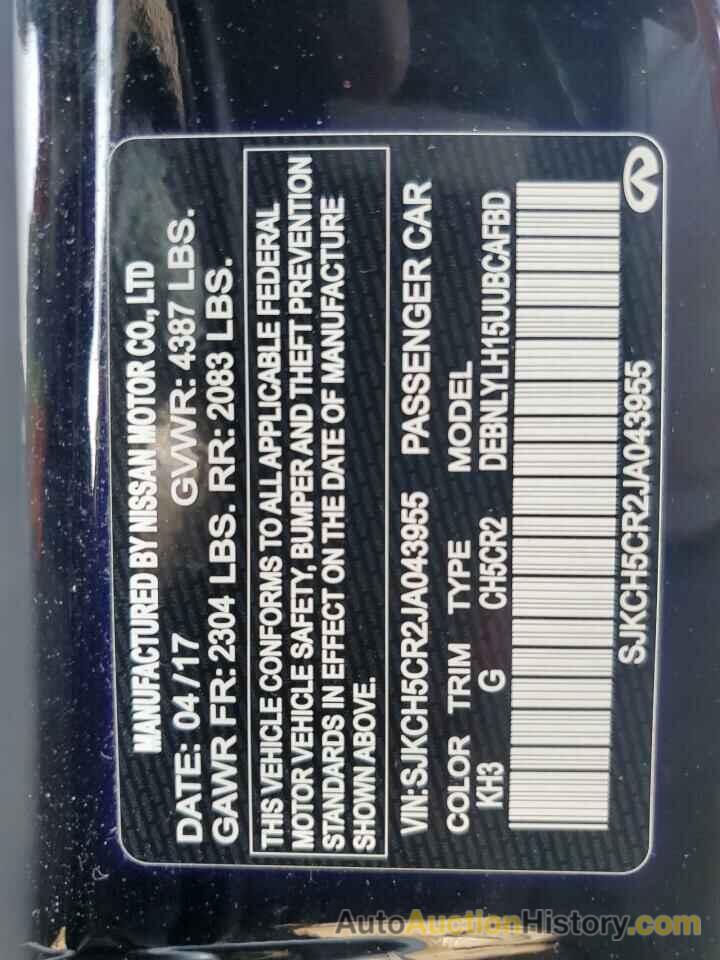 MANUFACTURED BY NISSAN MOTOR CO., LTD
DATE: 04 /17 GVWR: 4387 LBS.
GAWR FR: 2304 LBS. RR: 2083 LBS.
THIS VEHICLE CONFORMS TO ALL APPLICABLE FEDERAL
MOTOR VEHICLE SAFETY, BUMPER AND THEFT PREVENTION
STANDARDS IN EFFECT ON THE DATE OF MANUFACTURE
SHOWN ABOVE.
VIN:SJKCH5CR2JA043955 PASSENGER CAR
COLOR TRIM TYPE MODEL
KH3 G CH5CR2 DEBNLYLH15UUBCAFBD
SJKCH5CR2JA043955
AutoAuctionHistory.com